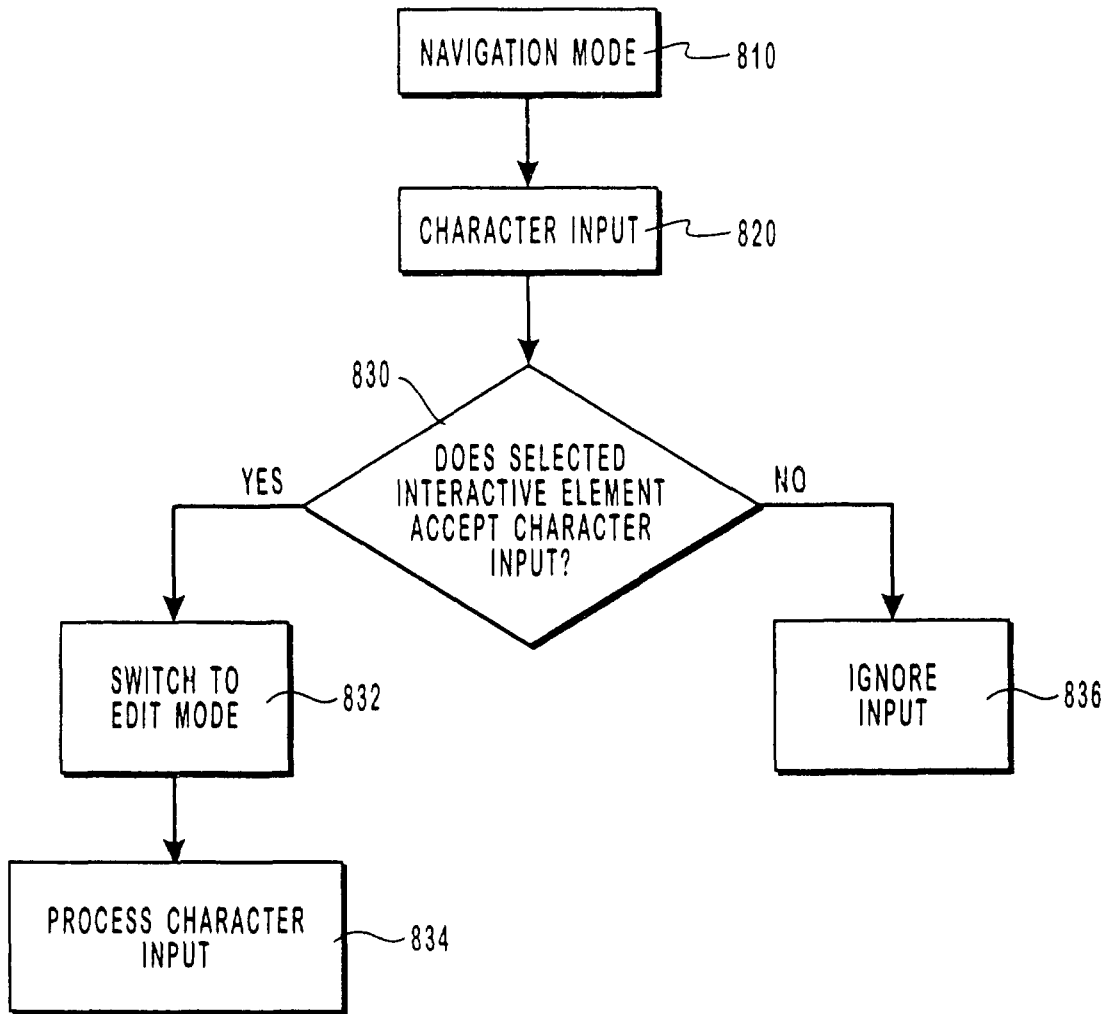 NAVIGATION MODE
810
CHARACTER INPUT
820
830
DOES SELECTED
INTERACTIVE ELEMENT
ACCEPT CHARACTER
INPUT?
YES
NO
SWITCH TO
EDIT MODE
832
IGNORE
INPUT
836
PROCESS CHARACTER
INPUT
834